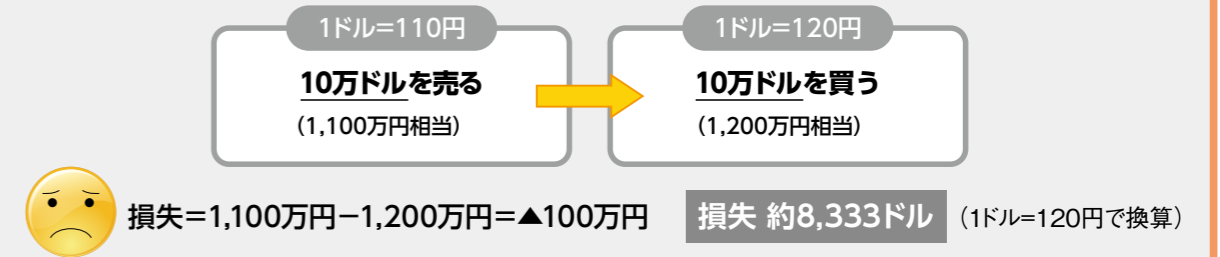 1ドル=110円
1ドル=120円
10万ドルを売る
10万ドルを買う
(1,100万円相当)
(1,200万円相当)
損失=1,100万円−1,200万円=▲100万円
損失 約8,333ドル
(1ドル=120円で換算)